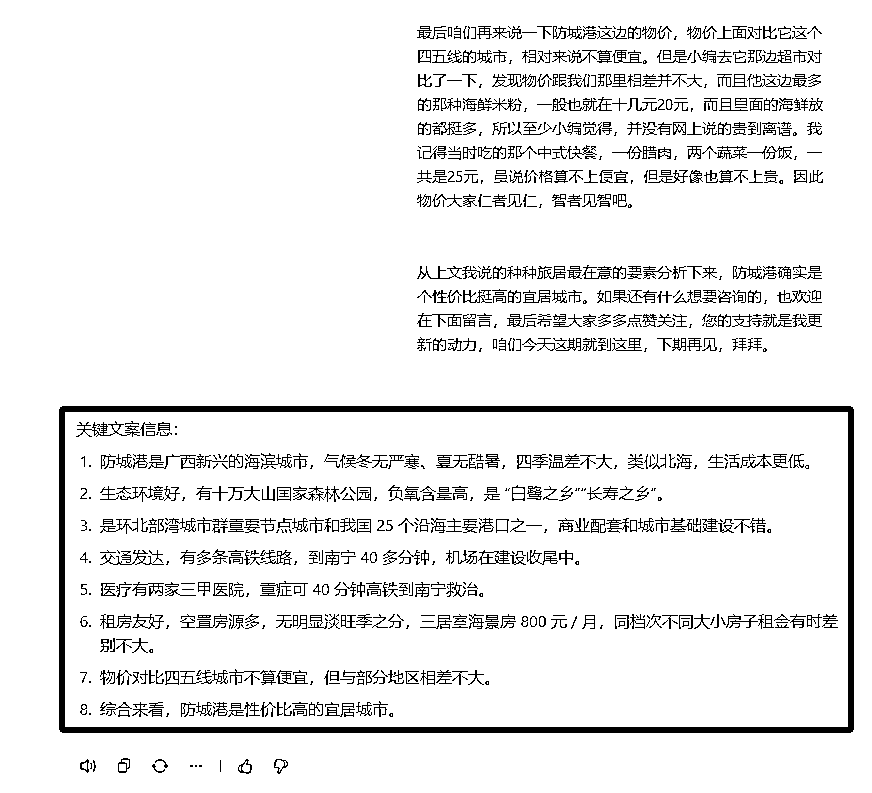 最后咱们再来说一下防城港这边的物价，物价上面对比它这个
四五线的城市，相对来说不算便宜。但是小编去它那边超市对
比了一下，发现物价跟我们那里相差并不大，而且他这边最多
的那种海鲜米粉，一般也就在十几元20元，而且里面的海鲜放
的都挺多，所以至少小编觉得，并没有网上说的贵到离谱。我
记得当时吃的那个中式快餐，一份腊肉，两个蔬菜一份饭，一
共是25元，虽说价格算不上便宜，但是好像也算不上贵。因此
物价大家仁者见仁，智者见智吧。
从上文我说的种种旅居最在意的要素分析下来，防城港确实是
个性价比挺高的宜居城市。如果还有什么想要咨询的，也欢迎
在下面留言，最后希望大家多多点赞关注，您的支持就是我更
新的动力，咱们今天这期就到这里，下期再见，拜拜。
关键文案信息：
1. 防城港是广西新兴的海滨城市，气候冬无严寒、夏无酷暑，四季温差不大，类似北海，生活成本更低。
2. 生态环境好，有十万大山国家森林公园，负氧含量高，是 “白鹭之乡”“长寿之乡”。
3. 是环北部湾城市群重要节点城市和我国 25 个沿海主要港口之一，商业配套和城市基础建设不错。
4. 交通发达，有多条高铁线路，到南宁 40 多分钟，机场在建设收尾中。
5. 医疗有两家三甲医院，重症可 40 分钟高铁到南宁救治。
6. 租房友好，空置房源多，无明显淡旺季之分，三居室海景房 800 元 / 月，同档次不同大小房子租金有时差
别不大。
7. 物价对比四五线城市不算便宜，但与部分地区相差不大。
8. 综合来看，防城港是性价比高的宜居城市。